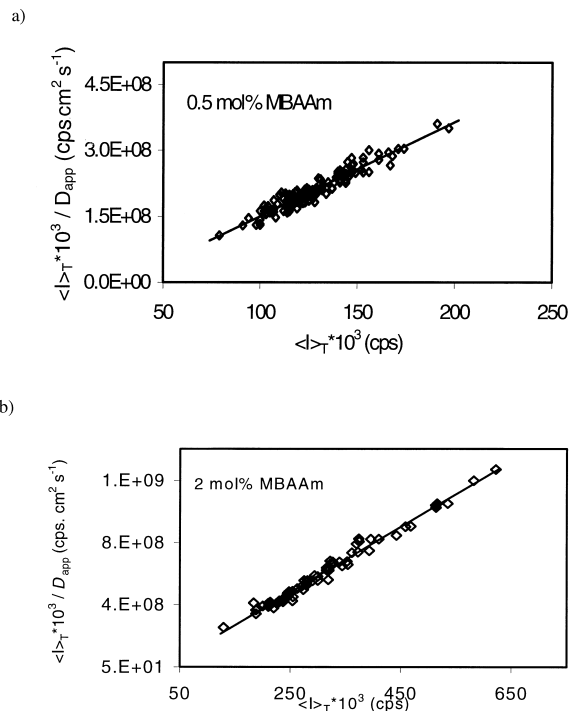 a)
4.5E+08
0.5 mol% MBAAm
3.0E+08
1.5E+08
0.0E+00
<I>T*10³ / Dapp (cps cm² s⁻¹)
50 100 150 200 250
<I>T*10³ (cps)
b)
1.E+09
2 mol% MBAAm
8.E+08
4.E+08
5.E+01
<I>T*10³ / Dapp (cps. cm² s⁻¹)
50 250 450 650
<I>T*10³ (cps)